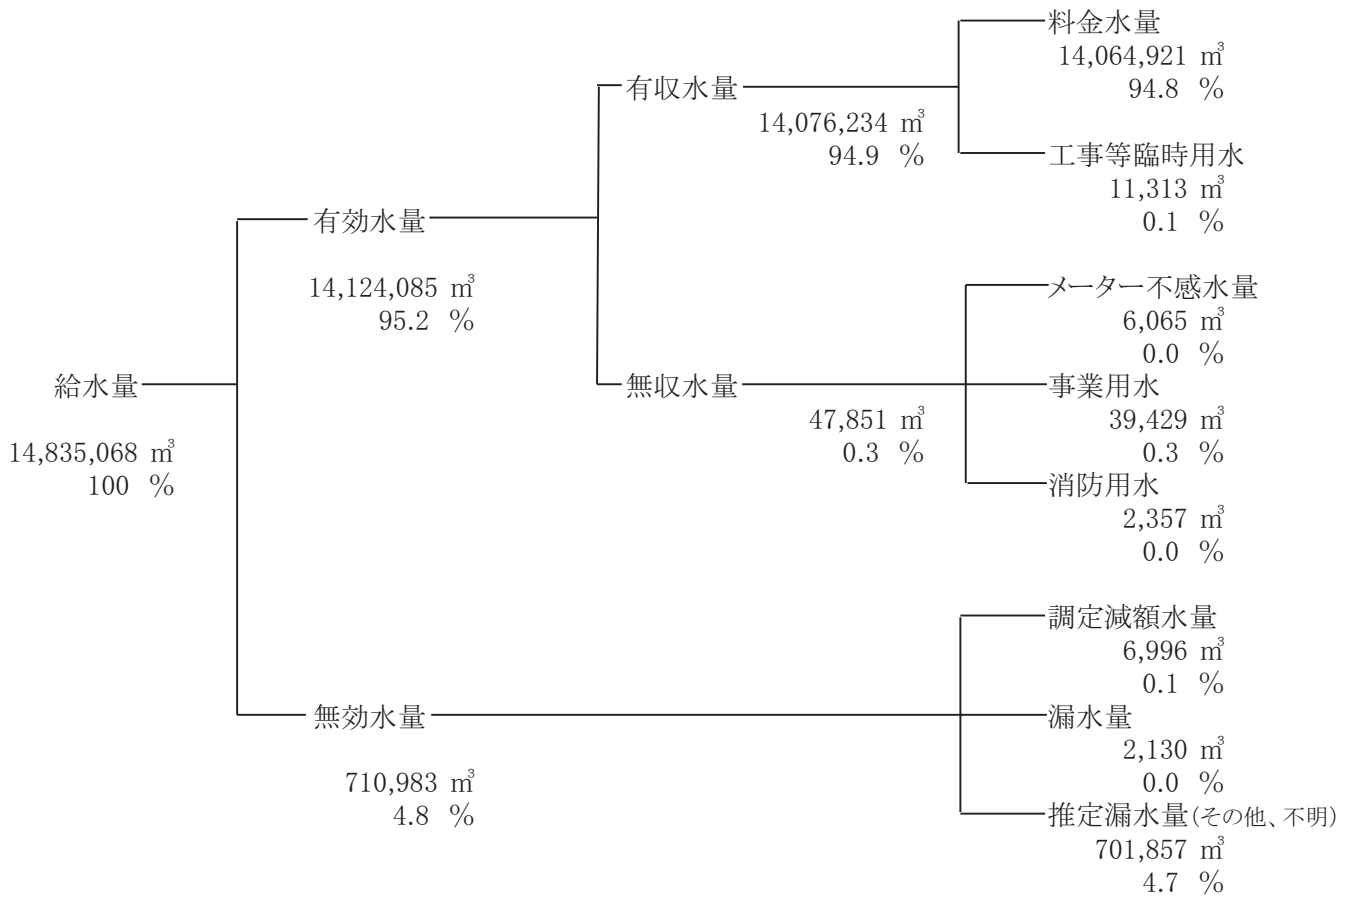 料金水量
14,064,921 ㎥
94.8 %
有収水量
14,076,234 ㎥
94.9 %
工事等臨時用水
11,313 ㎥
0.1 %
有効水量
14,124,085 ㎥
95.2 %
メーター不感水量
6,065 ㎥
0.0 %
給水量
14,835,068 ㎥
100 %
無収水量
47,851 ㎥
0.3 %
事業用水
39,429 ㎥
0.3 %
消防用水
2,357 ㎥
0.0 %
調定減額水量
6,996 ㎥
0.1 %
無効水量
710,983 ㎥
4.8 %
漏水量
2,130 ㎥
0.0 %
推定漏水量(その他、不明)
701,857 ㎥
4.7 %